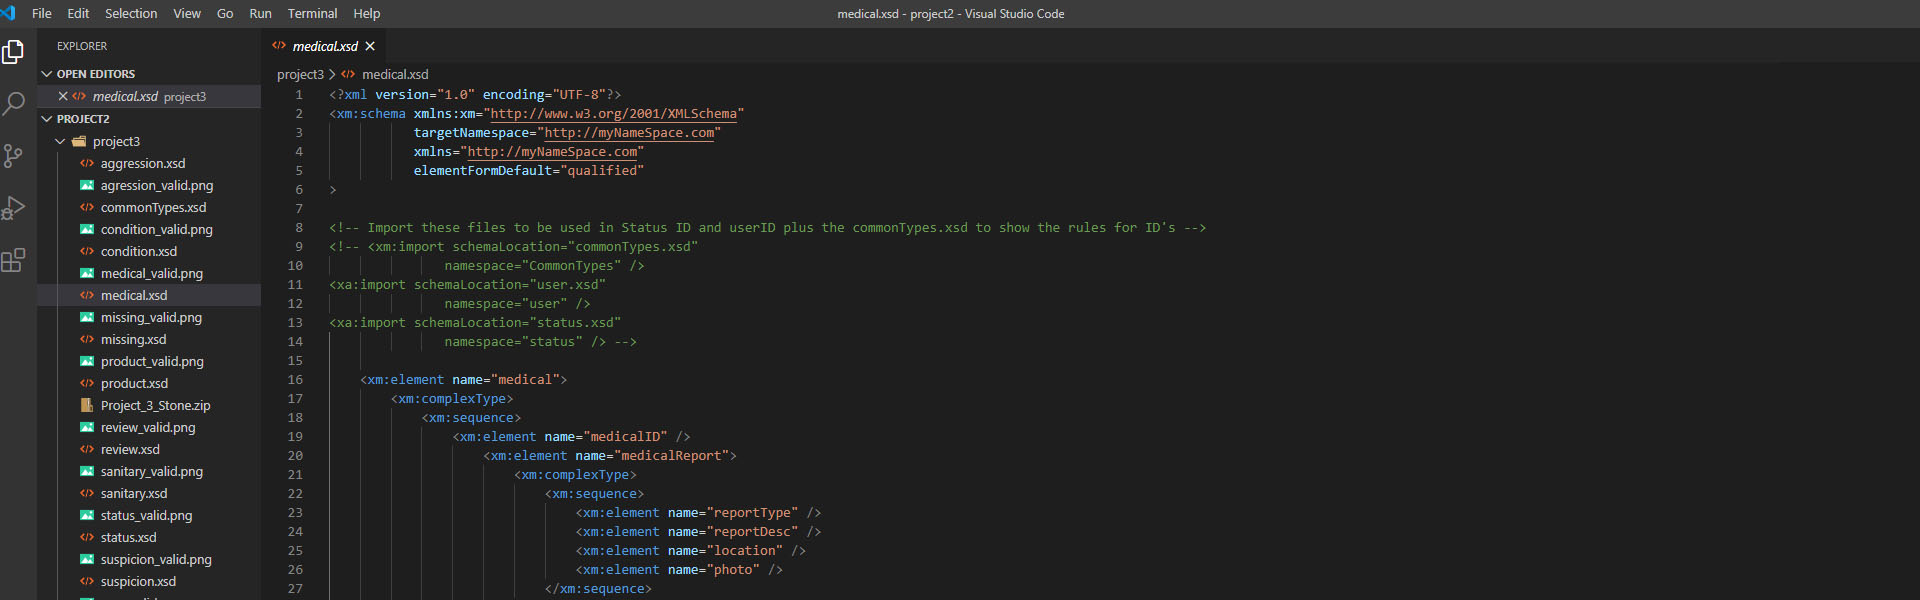 File Edit Selection View Go Run Terminal Help
medical.xsd - project2 - Visual Studio Code
EXPLORER
OPEN EDITORS
medical.xsd project3
PROJECT2
project3
aggression.xsd
agression_valid.png
commonTypes.xsd
condition_valid.png
condition.xsd
medical_valid.png
medical.xsd
missing_valid.png
missing.xsd
product_valid.png
product.xsd
Project_3_Stone.zip
review_valid.png
review.xsd
sanitary_valid.png
sanitary.xsd
status_valid.png
status.xsd
suspicion_valid.png
suspicion.xsd
medical.xsd
project3 > medical.xsd
1 <?xml version="1.0" encoding="UTF-8"?>
2 <xm:schema xmlns:xm="http://www.w3.org/2001/XMLSchema"
3 targetNamespace="http://myNameSpace.com"
4 xmlns="http://myNameSpace.com"
5 elementFormDefault="qualified"
6 >
7
8 <!-- Import these files to be used in Status ID and userID plus the commonTypes.xsd to show the rules for ID's -->
9 <!-- <xm:import schemaLocation="commonTypes.xsd"
10 namespace="CommonTypes" />
11 <xa:import schemaLocation="user.xsd"
12 namespace="user" />
13 <xa:import schemaLocation="status.xsd"
14 namespace="status" /> -->
15
16 <xm:element name="medical">
17 <xm:complexType>
18 <xm:sequence>
19 <xm:element name="medicalID" />
20 <xm:element name="medicalReport">
21 <xm:complexType>
22 <xm:sequence>
23 <xm:element name="reportType" />
24 <xm:element name="reportDesc" />
25 <xm:element name="location" />
26 <xm:element name="photo" />
27 </xm:sequence>